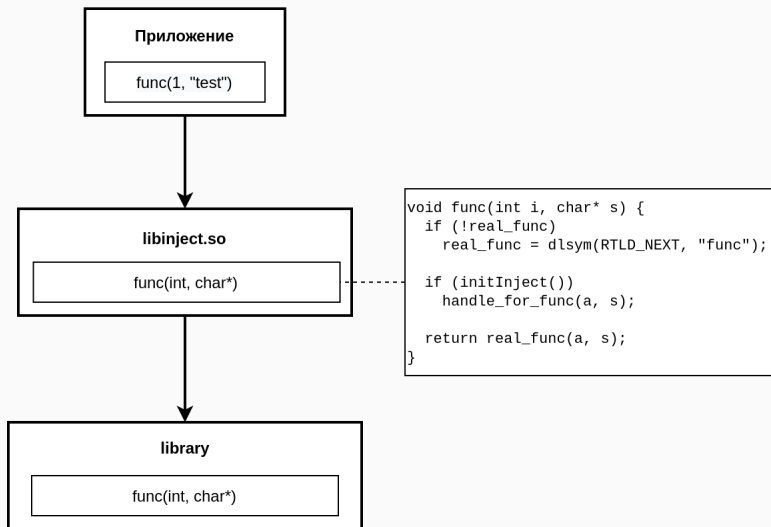 Приложение
func(1, "test")
libinject.so
func(int, char*)
void func(int i, char* s) {
  if (!real_func)
    real_func = dlsym(RTLD_NEXT, "func");

  if (initInject())
    handle_for_func(a, s);

  return real_func(a, s);
}
library
func(int, char*)